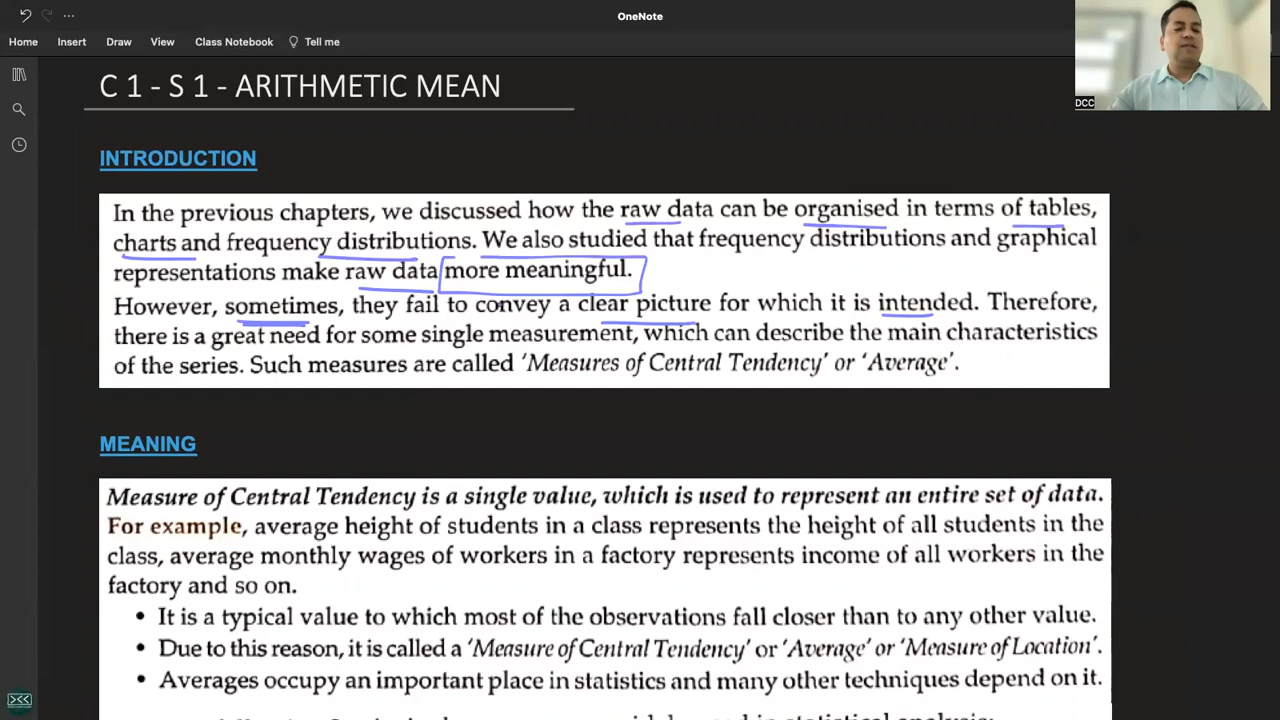 OneNote
Home Insert Draw View Class Notebook Tell me
DCC
C 1 - S 1 - ARITHMETIC MEAN
INTRODUCTION
In the previous chapters, we discussed how the raw data can be organised in terms of tables,
charts and frequency distributions. We also studied that frequency distributions and graphical
representations make raw data more meaningful.
However, sometimes, they fail to convey a clear picture for which it is intended. Therefore,
there is a great need for some single measurement, which can describe the main characteristics
of the series. Such measures are called 'Measures of Central Tendency' or 'Average'.
MEANING
Measure of Central Tendency is a single value, which is used to represent an entire set of data.
For example, average height of students in a class represents the height of all students in the
class, average monthly wages of workers in a factory represents income of all workers in the
factory and so on.
• It is a typical value to which most of the observations fall closer than to any other value.
• Due to this reason, it is called a 'Measure of Central Tendency' or 'Average' or 'Measure of Location'.
• Averages occupy an important place in statistics and many other techniques depend on it.